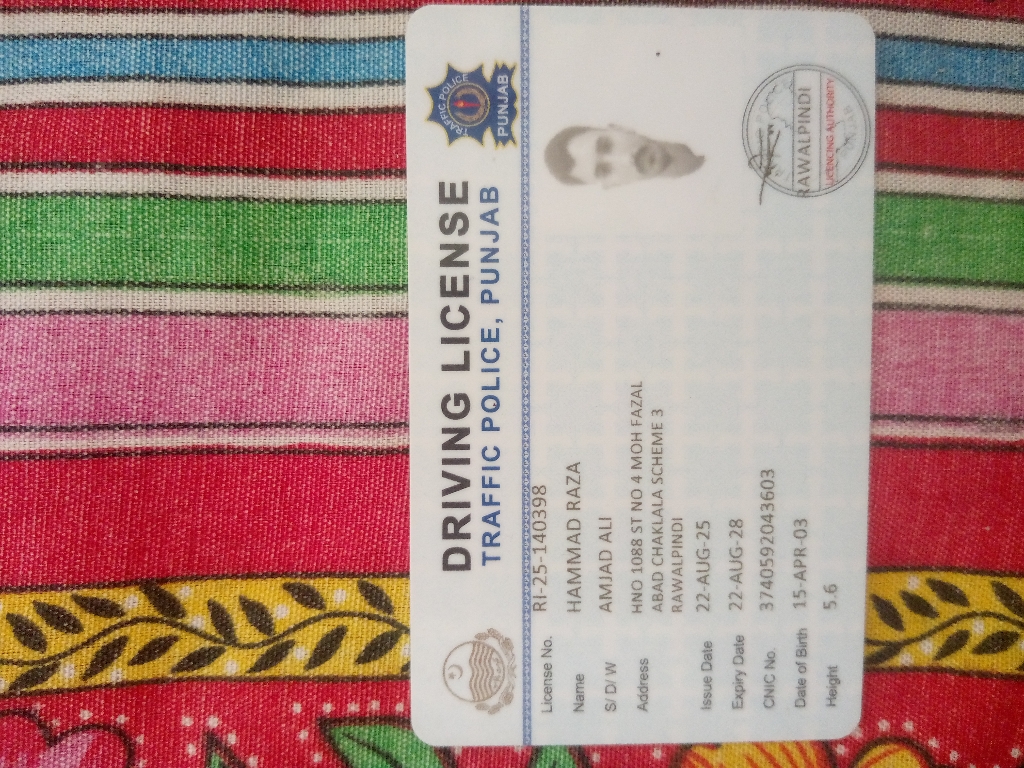 DRIVING LICENSE
TRAFFIC POLICE, PUNJAB
TRAFFIC POLICE
PUNJAB
License No. RI-25-140398
Name HAMMAD RAZA
S/ D/ W AMJAD ALI
Address HNO 1088 ST NO 4 MOH FAZAL
ABAD CHAKLALA SCHEME 3
RAWALPINDI
Issue Date 22-AUG-25
Expiry Date 22-AUG-28
CNIC No. 3740592043603
Date of Birth 15-APR-03
Height 5.6
RAWALPINDI
LICENCING AUTHORITY